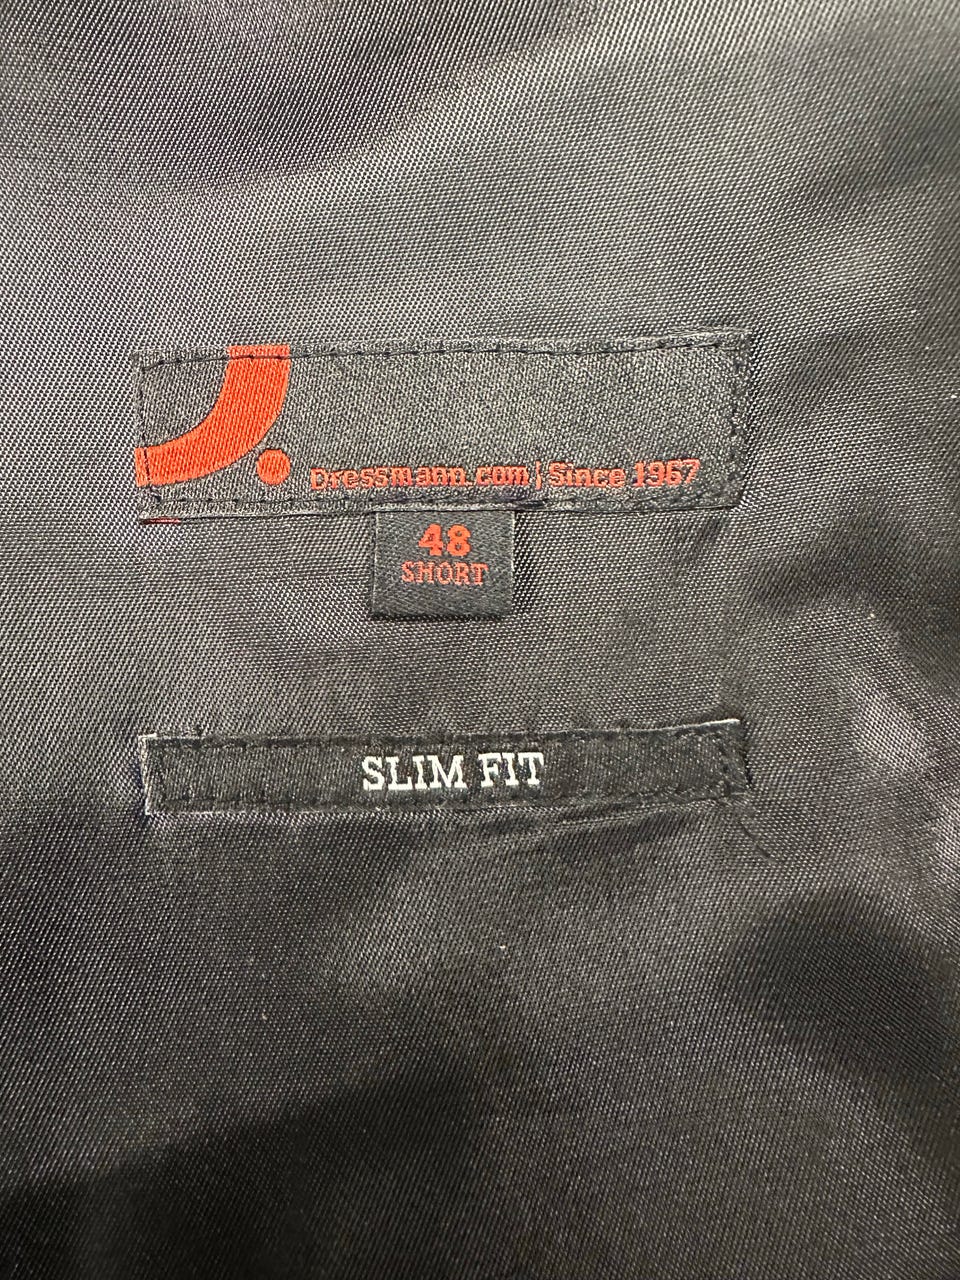 Dressmann.com | Since 1967
48
SHORT
SLIM FIT